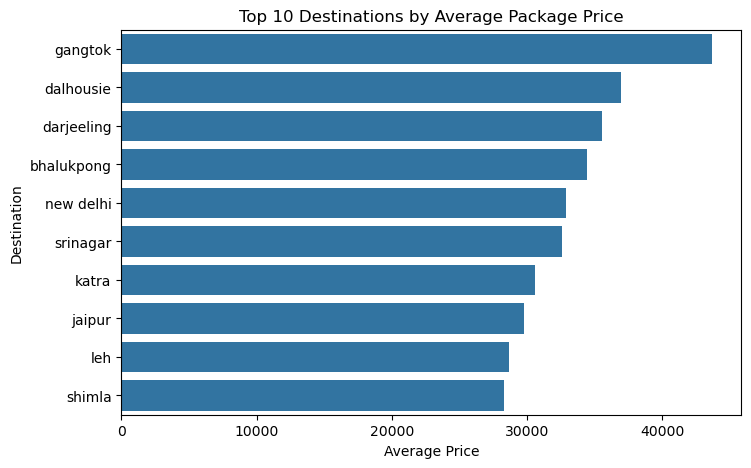 Top 10 Destinations by Average Package Price
Destination
gangtok
dalhousie
darjeeling
bhalukpong
new delhi
srinagar
katra
jaipur
leh
shimla
0 10000 20000 30000 40000
Average Price